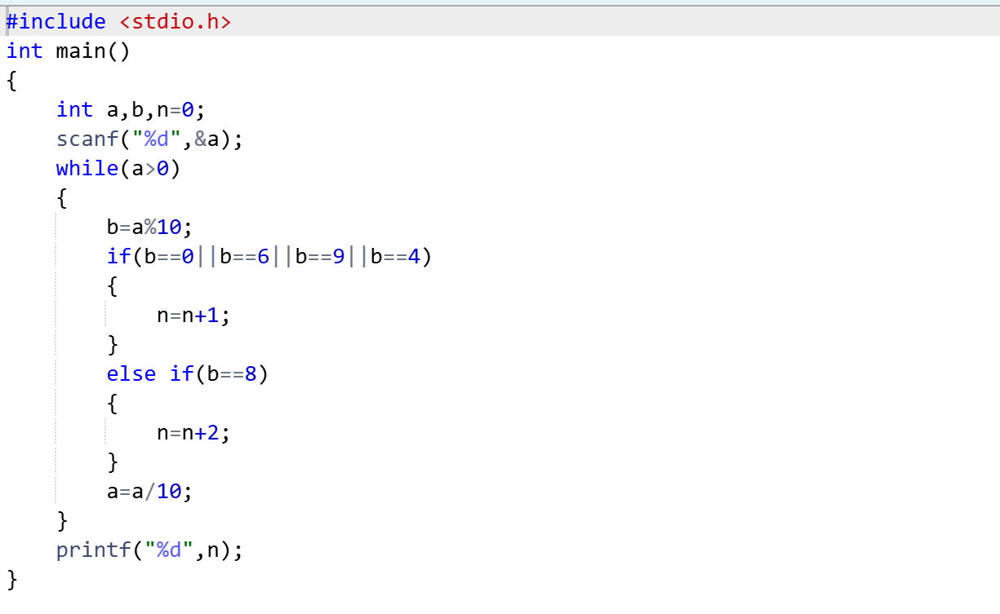 #include <stdio.h>
int main()
{
    int a,b,n=0;
    scanf("%d",&a);
    while(a>0)
    {
        b=a%10;
        if(b==0||b==6||b==9||b==4)
        {
            n=n+1;
        }
        else if(b==8)
        {
            n=n+2;
        }
        a=a/10;
    }
    printf("%d",n);
}